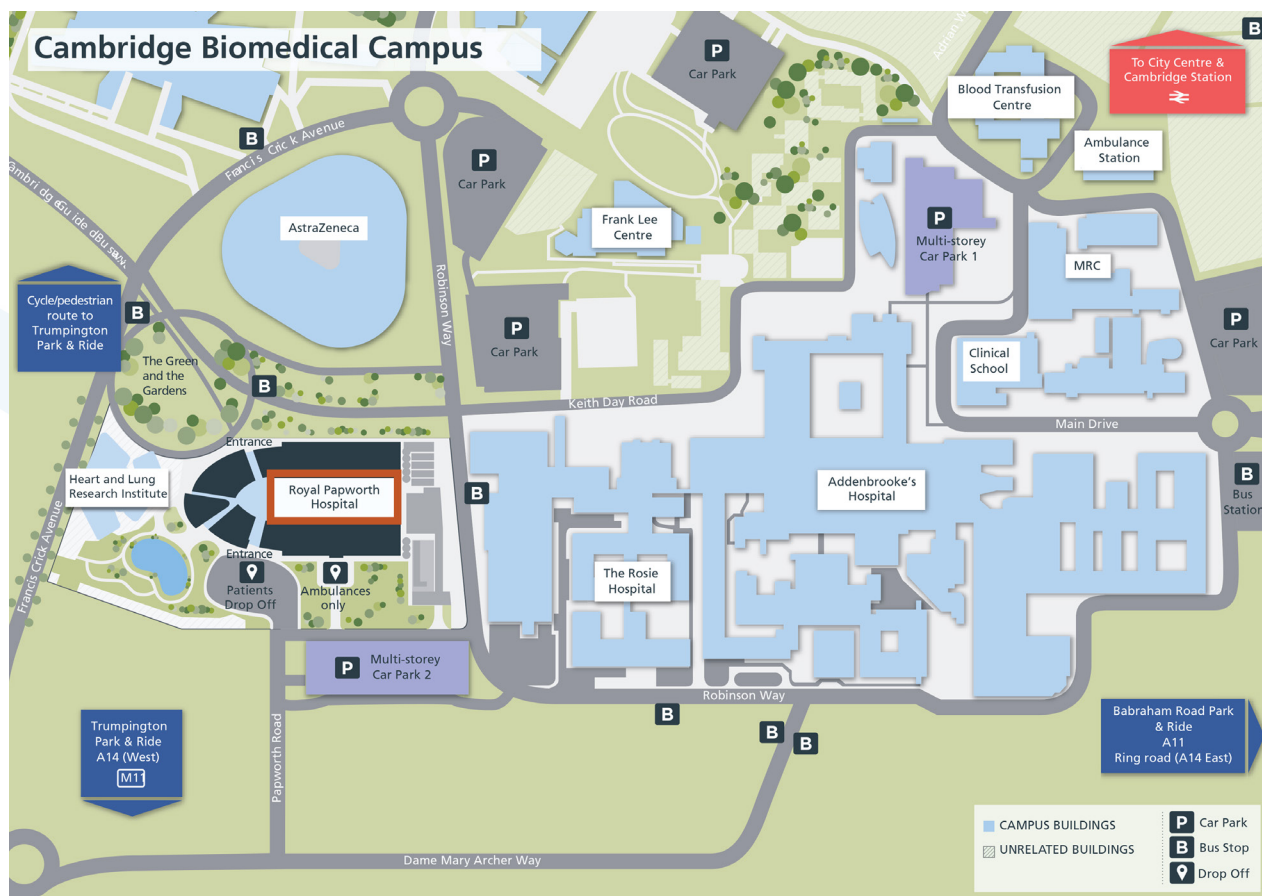 Cambridge Biomedical Campus
B
P
Car Park
Adrian W
B
To City Centre &
Cambridge Station
Blood Transfusion
Centre
Ambulance
Station
B
Francis Crick Avenue
P
Car Park
Cambridge Guided Busway
AstraZeneca
Robinson Way
Frank Lee
Centre
P
Multi-storey
Car Park 1
MRC
Cycle/pedestrian
route to
Trumpington
Park & Ride
B
The Green
and the
Gardens
B
P
Car Park
Keith Day Road
Clinical
School
P
Car Park
Main Drive
Entrance
Heart and Lung
Research Institute
Royal Papworth
Hospital
B
Addenbrooke's
Hospital
B
Bus
Station
Francis Crick Avenue
Entrance
Patients
Drop Off
Ambulances
only
The Rosie
Hospital
P
Multi-storey
Car Park 2
Robinson Way
B
B
B
Trumpington
Park & Ride
A14 (West)
M11
Papworth Road
Babraham Road Park
& Ride
A11
Ring road (A14 East)
Dame Mary Archer Way
CAMPUS BUILDINGS
UNRELATED BUILDINGS
P Car Park
B Bus Stop
Drop Off